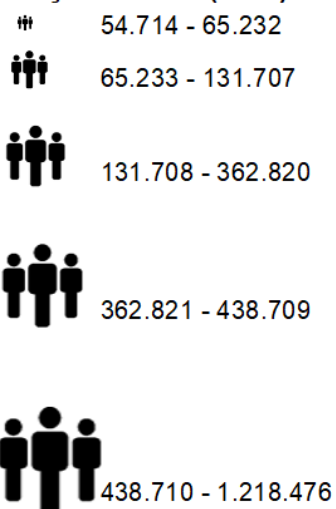 54.714 - 65.232
65.233 - 131.707
131.708 - 362.820
362.821 - 438.709
438.710 - 1.218.476